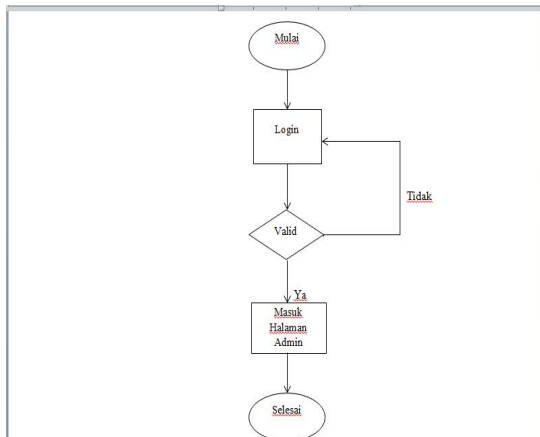 Mulai
Login
Tidak
Valid
Ya
Masuk
Halaman
Admin
Selesai